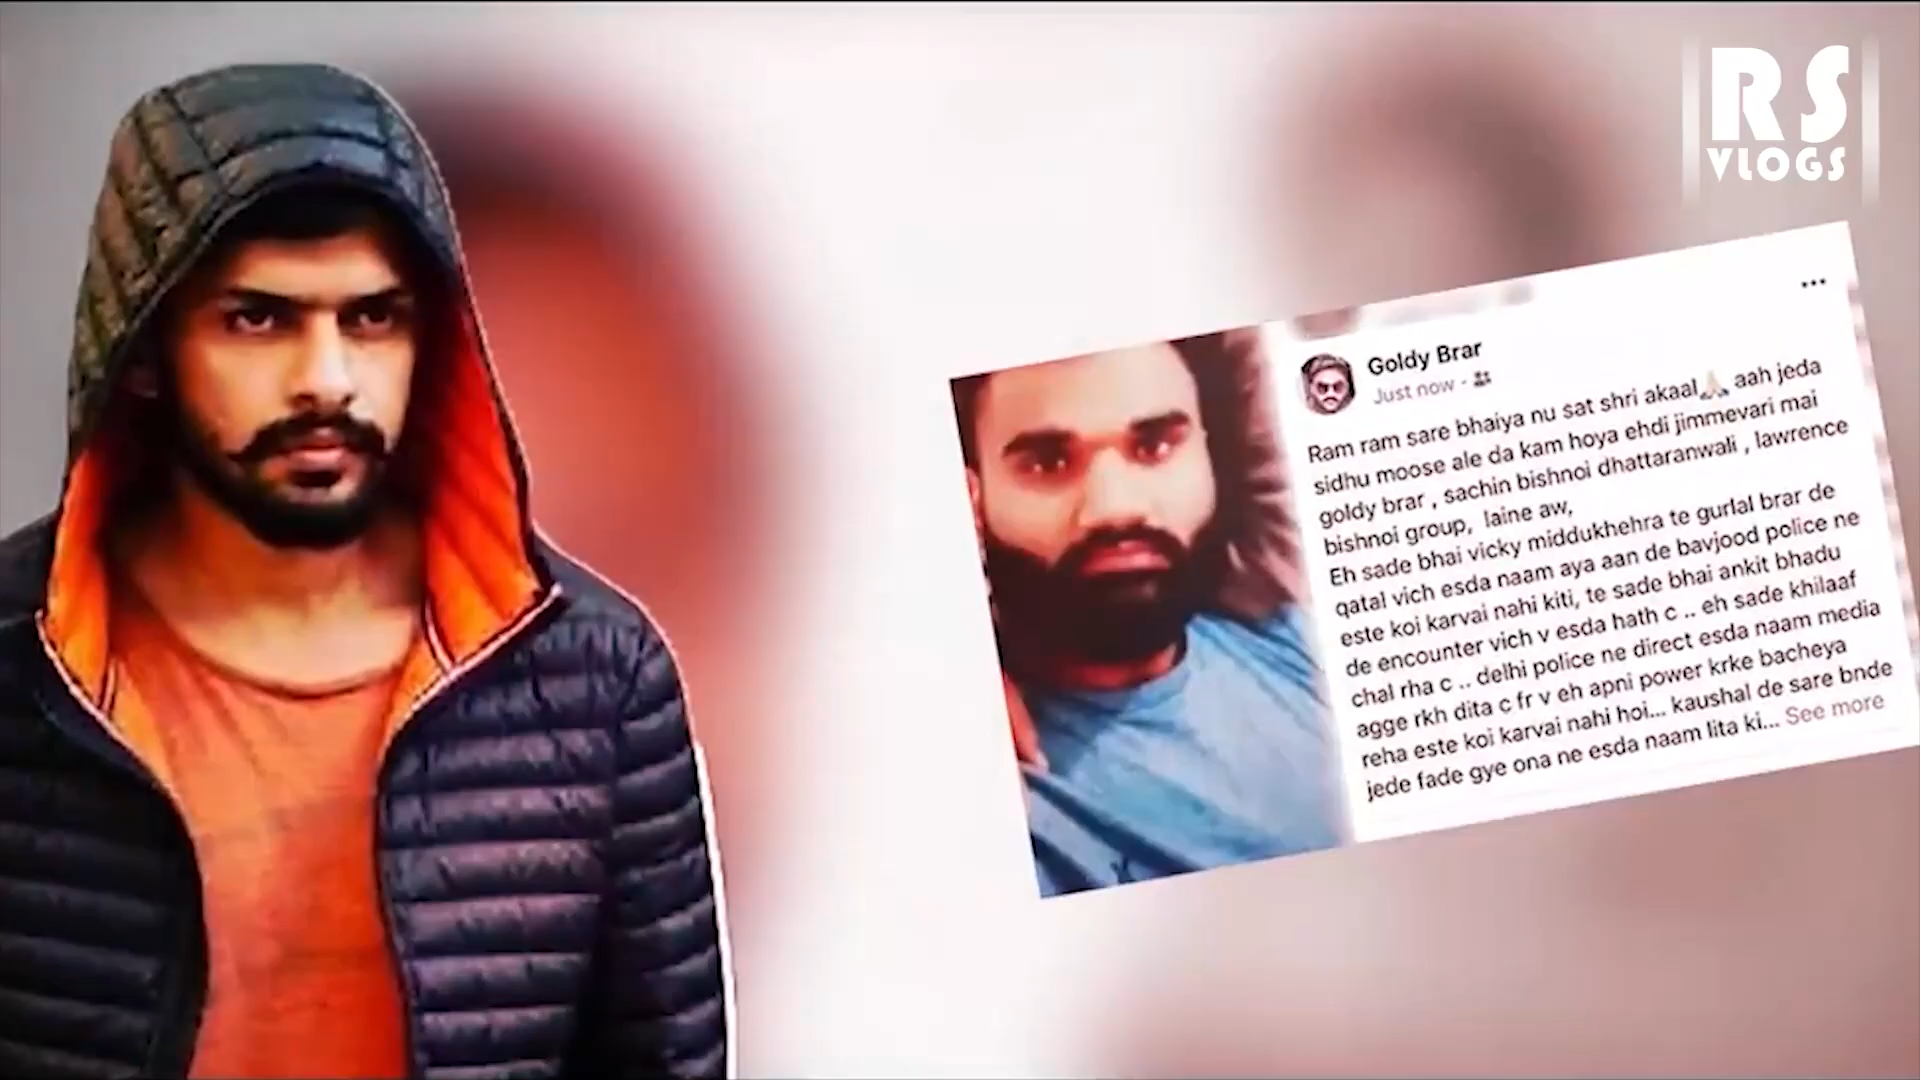 RS
VLOGS
Goldy Brar
Just now
Ram ram sare bhaiya nu sat shri akaal🙏 aah jeda
sidhu moose ale da kam hoya ehdi jimmevari mai
goldy brar , sachin bishnoi dhattaranwali , lawrence
bishnoi group, laine aw,
Eh sade bhai vicky middukhehra te gurlal brar de
qatal vich esda naam aya aan de bavjood police ne
este koi karvai nahi kiti, te sade bhai ankit bhadu
de encounter vich v esda hath c .. eh sade khilaaf
chal rha c .. delhi police ne direct esda naam media
agge rkh dita c fr v eh apni power krke bacheya
reha este koi karvai nahi hoi... kaushal de sare bnde
jede fade gye ona ne esda naam lita ki... See more